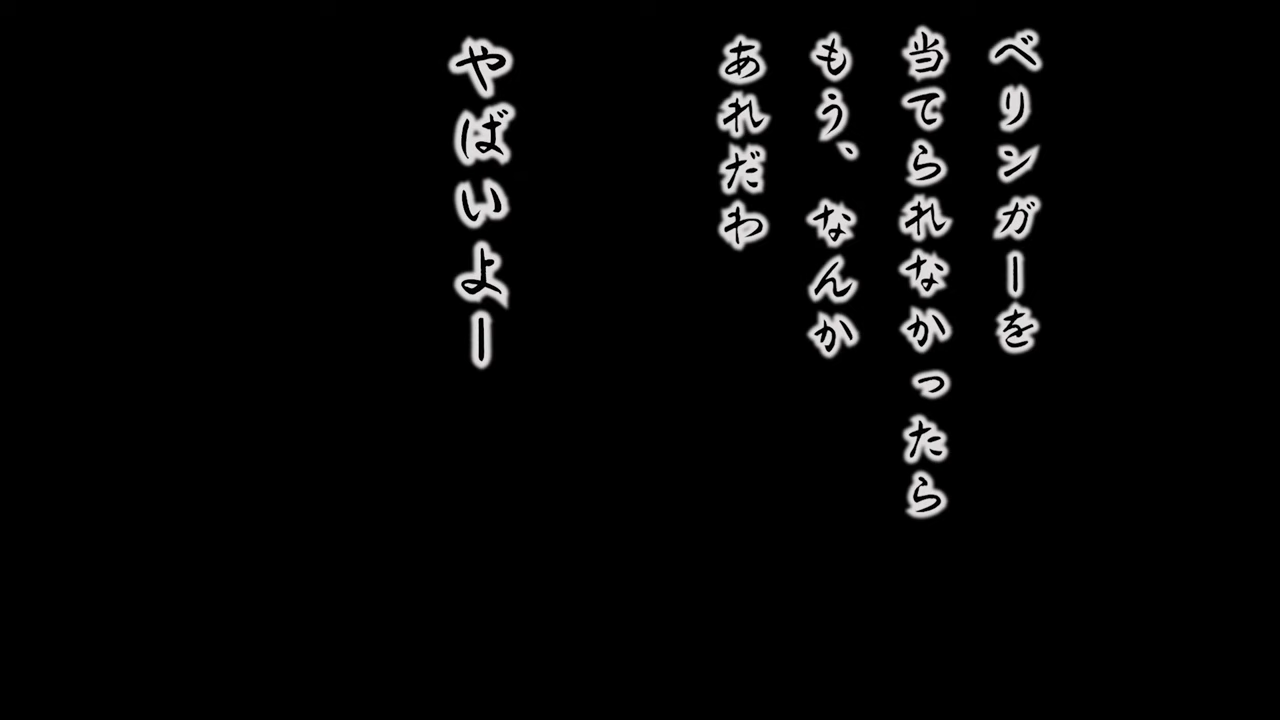 ベリンガーを
当てられなかったら
もう、なんか
あれだわ
やばいよー